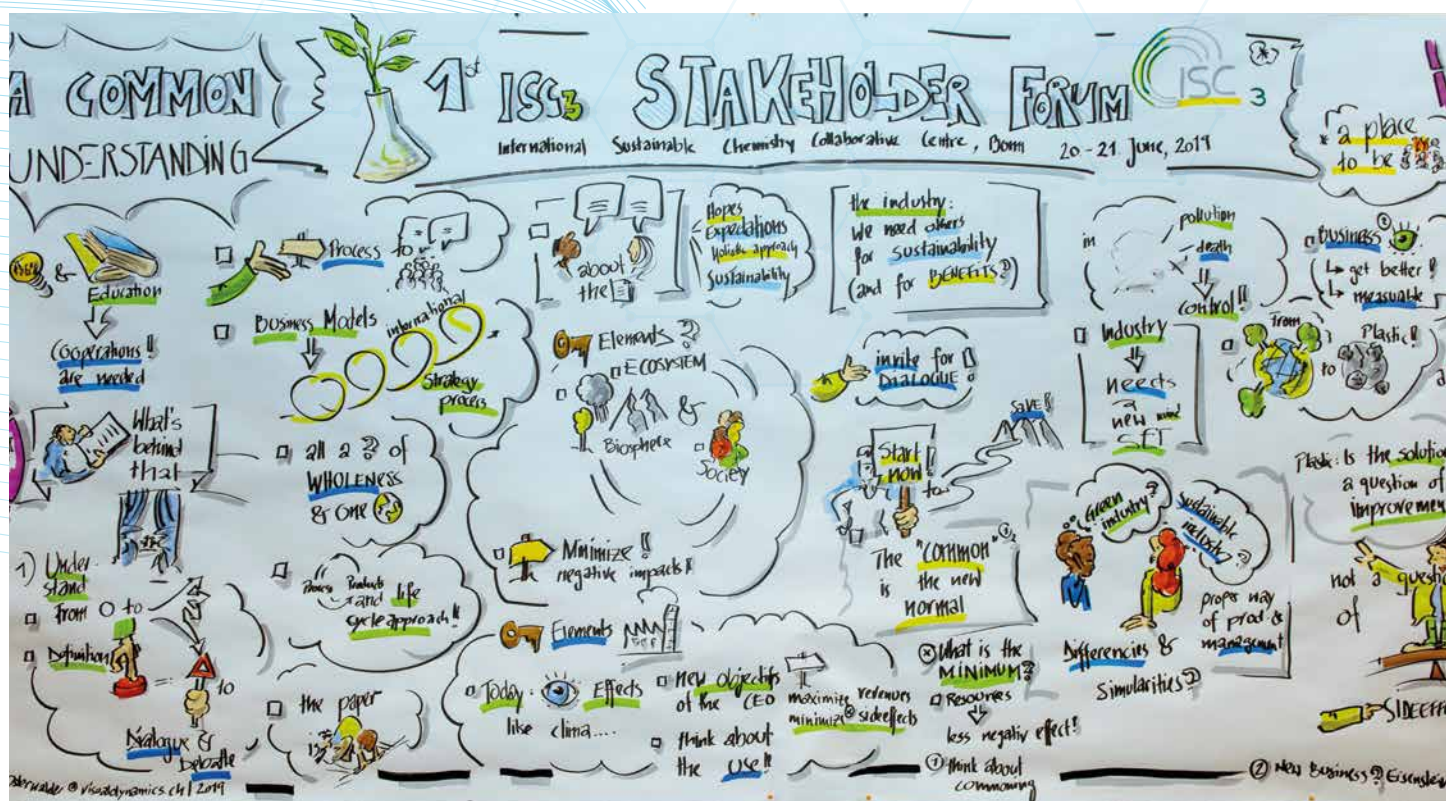 A COMMON
UNDERSTANDING
1st ISC3 STAKEHOLDER FORUM
International Sustainable Chemistry Collaborative Centre, Bonn 20-21 June, 2019
ISC 3
* a place
to be
&
Education
Cooperations!
are needed
What's
behind
that
1) Under-
stand
from O to
Definition
to
Dialogue &
Debatte
Process to
Business Models
international
Strategy
process
all a ? of
WHOLENESS
& one
Process Products
and life
cycle approach!!
the paper
about
the
Hopes
Expectations
Holistic approach
Sustainability
Elements?
ECOSYSTEM
&
Biosphere
Society
Minimize!!
negative impacts!!
Elements
Today: Effects
like clima....
new objectifs
of the CEO
think about
the use!!
maximize revenues
minimize sideeffects
the industry:
we need others
for sustainability
(and for BENEFITS?)
invite for
DIALOGUE!
SAVE!!
Start
now!
to
The "common" ①/②
is the new
normal
What is the
MINIMUM?
Resources
less negativ effect!
① think about
commoning
in
pollution
death
control!!
Industry
needs
a
new mind
SET
Green
industry?
Sustainable
industry?
Differencies &
Simularities?
proper way
of prod &
management
② Business
get better!
measuable
from
to
Plastic!
Plastic: Is the solution
a question of
improvemen
not a question
of
SIDEEFF
② New Business? Eisenstein
@ visualdynamics.ch | 2019